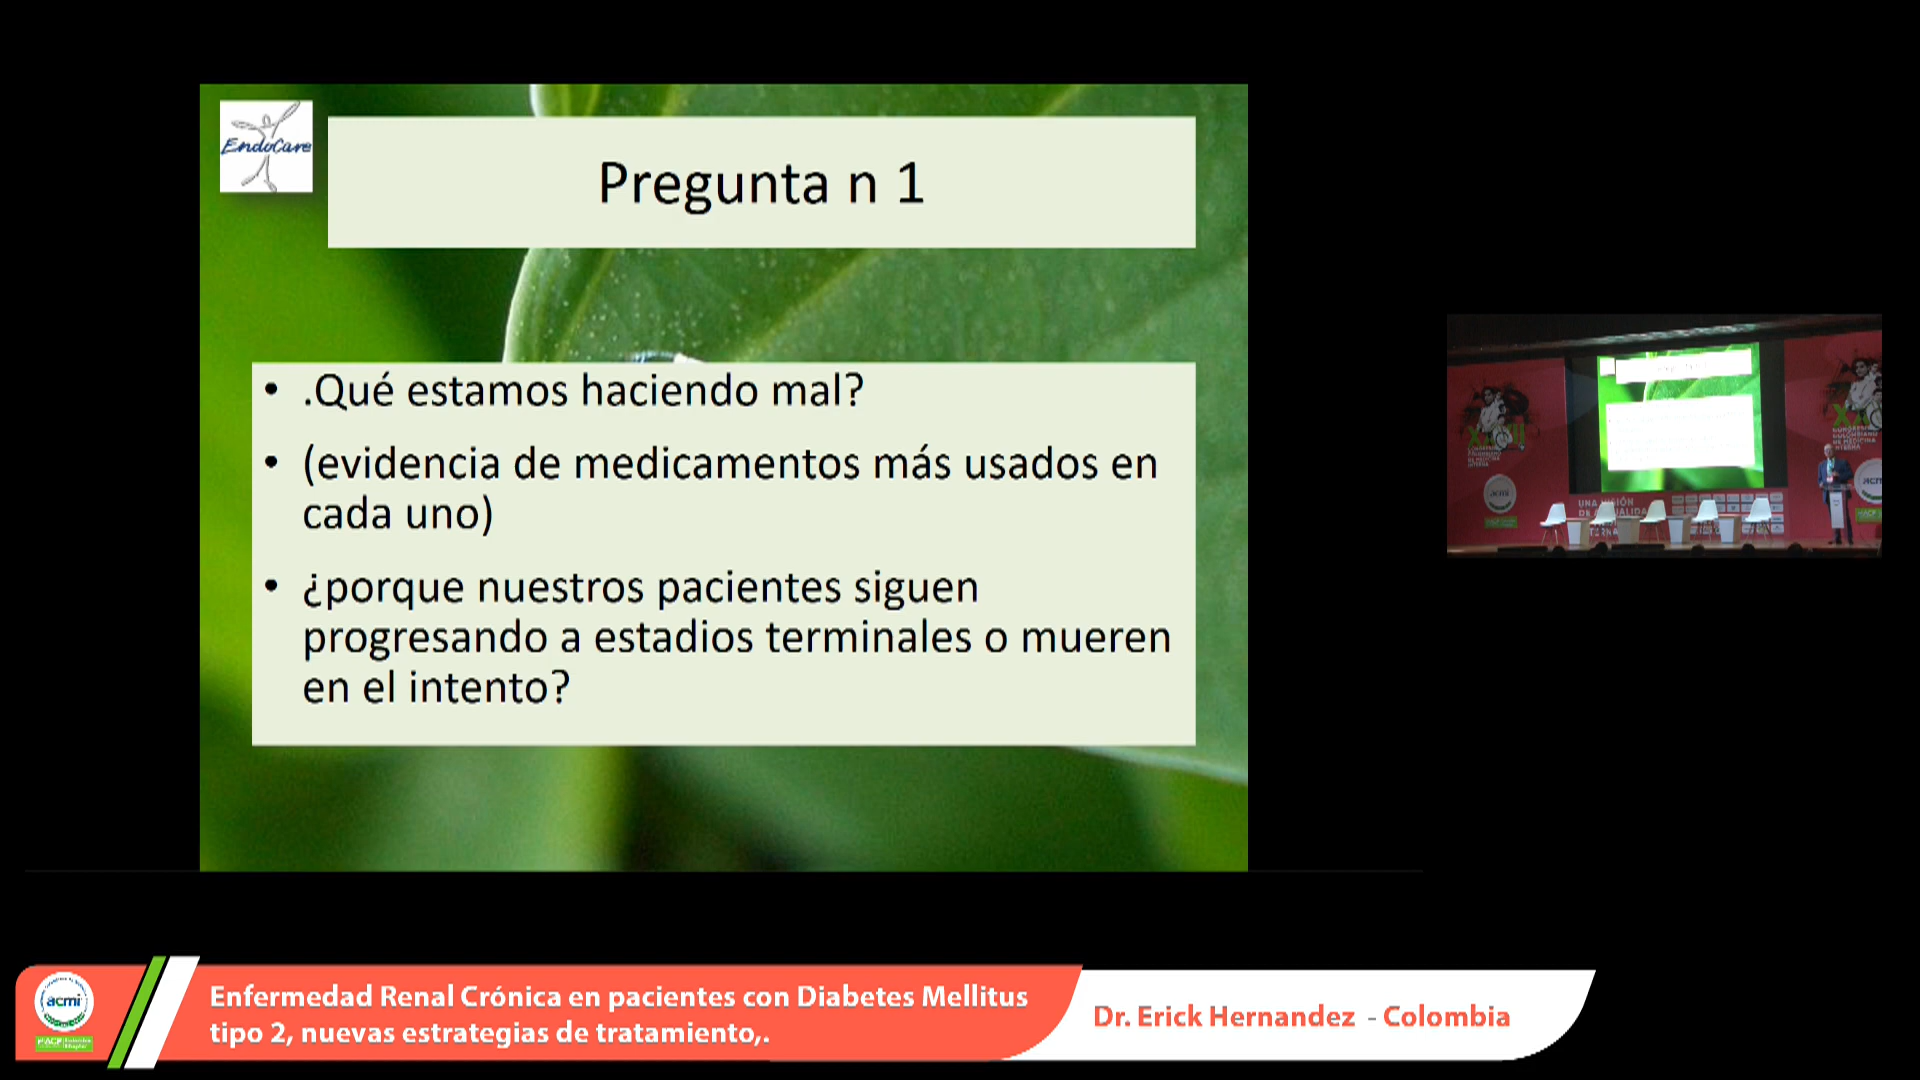 EndoCare
Pregunta n 1
• .Qué estamos haciendo mal?
• (evidencia de medicamentos más usados en
cada uno)
• ¿porque nuestros pacientes siguen
progresando a estadios terminales o mueren
en el intento?
acmi
Enfermedad Renal Crónica en pacientes con Diabetes Mellitus
tipo 2, nuevas estrategias de tratamiento,.
Dr. Erick Hernandez - Colombia